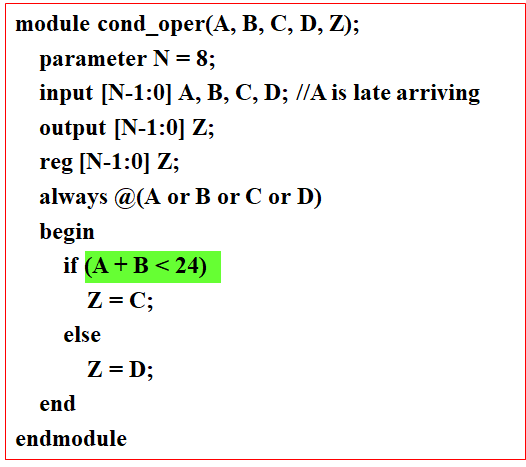 module cond_oper(A, B, C, D, Z);
parameter N = 8;
input [N-1:0] A, B, C, D; //A is late arriving
output [N-1:0] Z;
reg [N-1:0] Z;
always @(A or B or C or D)
begin
if (A + B < 24)
Z = C;
else
Z = D;
end
endmodule